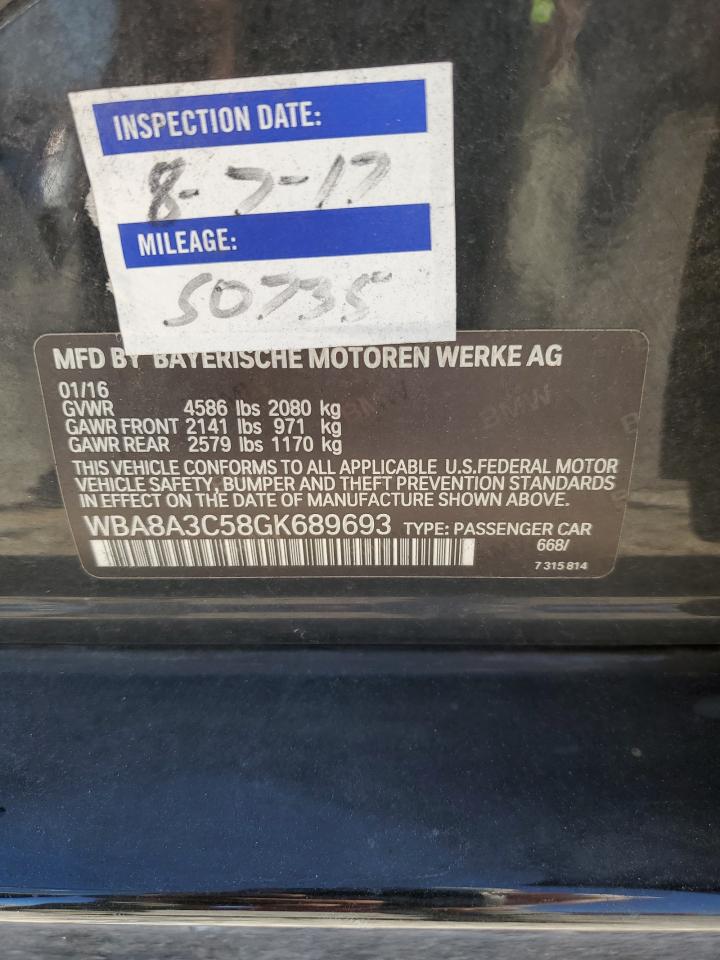 INSPECTION DATE:
8-7-17
MILEAGE:
50735
MFD BY BAYERISCHE MOTOREN WERKE AG
01/16
GVWR 4586 lbs 2080 kg
GAWR FRONT 2141 lbs 971 kg
GAWR REAR 2579 lbs 1170 kg
THIS VEHICLE CONFORMS TO ALL APPLICABLE U.S.FEDERAL MOTOR
VEHICLE SAFETY, BUMPER AND THEFT PREVENTION STANDARDS
IN EFFECT ON THE DATE OF MANUFACTURE SHOWN ABOVE.
WBA8A3C58GK689693 TYPE: PASSENGER CAR
668/
7 315 814